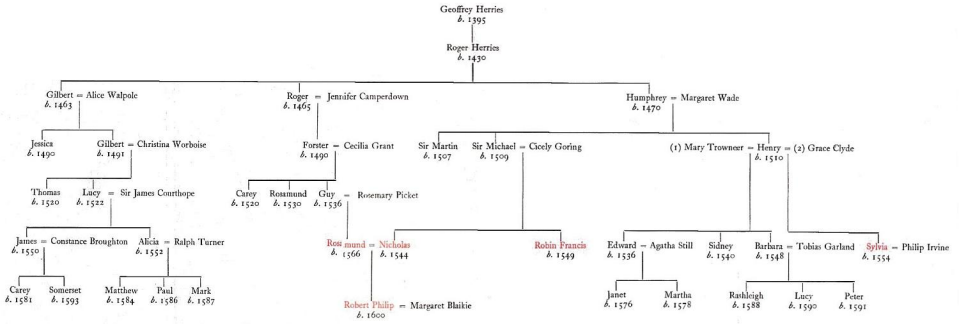 Geoffrey Herries
b. 1395
Roger Herries
b. 1430
Gilbert = Alice Walpole
b. 1463
Roger = Jennifer Camperdown
b. 1465
Humphrey = Margaret Wade
b. 1470
Jessica
b. 1490
Gilbert = Christina Worboise
b. 1491
Forster = Cecilia Grant
b. 1490
Sir Martin
b. 1507
Sir Michael = Cicely Goring
b. 1509
(1) Mary Trowneer = Henry = (2) Grace Clyde
b. 1510
Thomas
b. 1520
Lucy = Sir James Courthope
b. 1522
Carey
b. 1520
Rosamund
b. 1530
Guy = Rosemary Picket
b. 1536
James = Constance Broughton
b. 1550
Alicia = Ralph Turner
b. 1552
Rosamund = Nicholas
b. 1566 b. 1544
Robin Francis
b. 1549
Edward = Agatha Still
b. 1536
Sidney
b. 1540
Barbara = Tobias Garland
b. 1548
Sylvia = Philip Irvine
b. 1554
Carey
b. 1581
Somerset
b. 1593
Matthew
b. 1584
Paul
b. 1586
Mark
b. 1587
Robert Philip = Margaret Blaikie
b. 1600
Janet
b. 1576
Martha
b. 1578
Rashleigh
b. 1588
Lucy
b. 1590
Peter
b. 1591